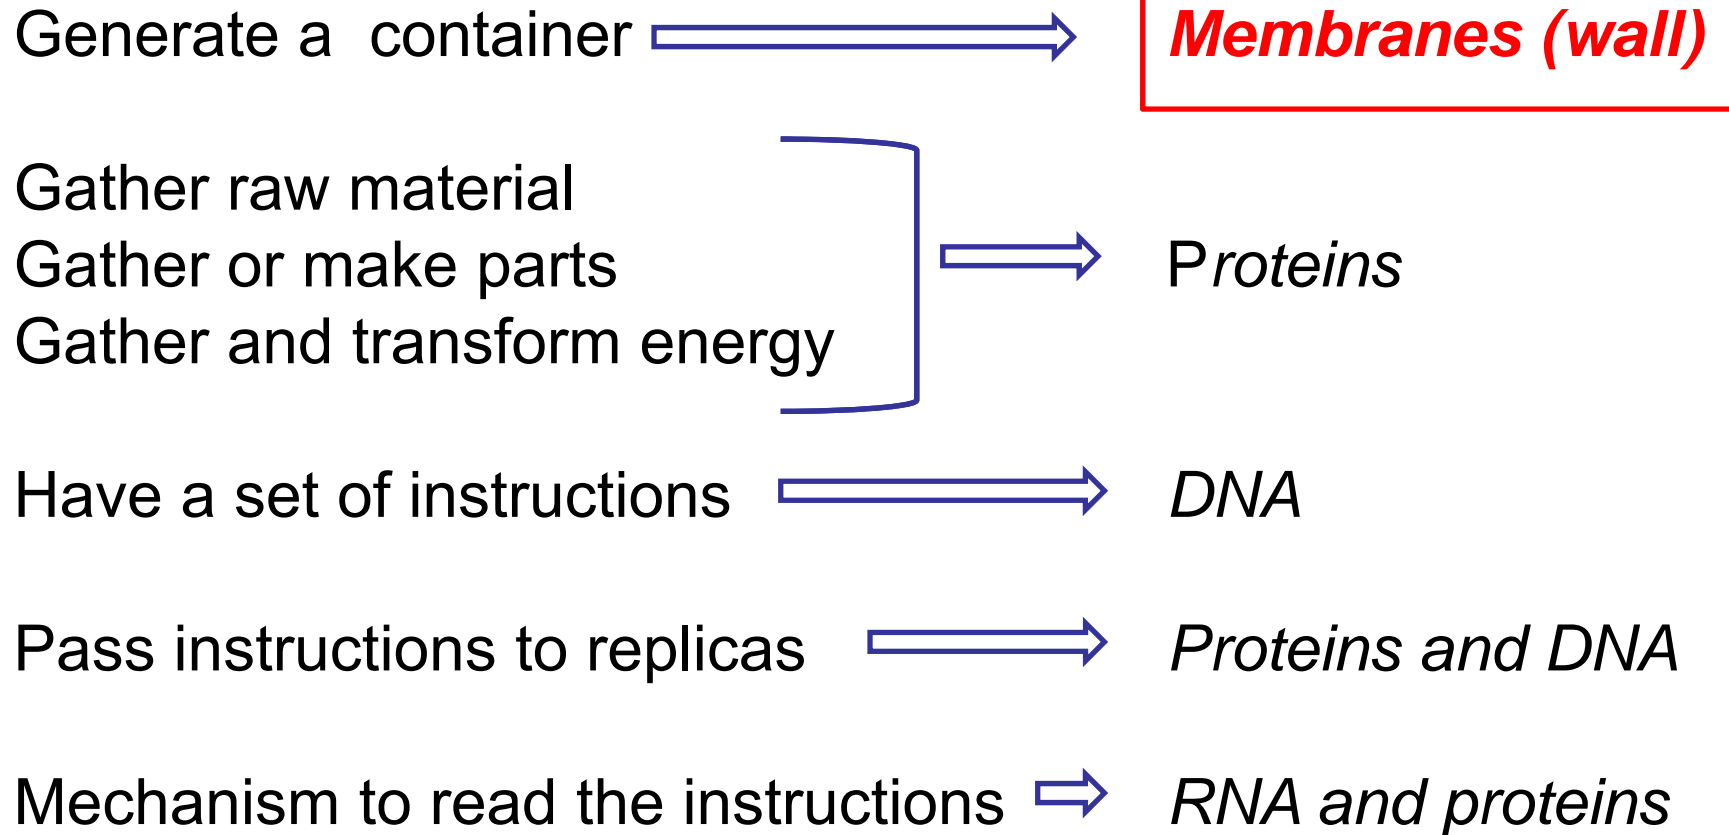 Generate a container Membranes (wall)
Gather raw material
Gather or make parts Proteins
Gather and transform energy
Have a set of instructions DNA
Pass instructions to replicas Proteins and DNA
Mechanism to read the instructions RNA and proteins